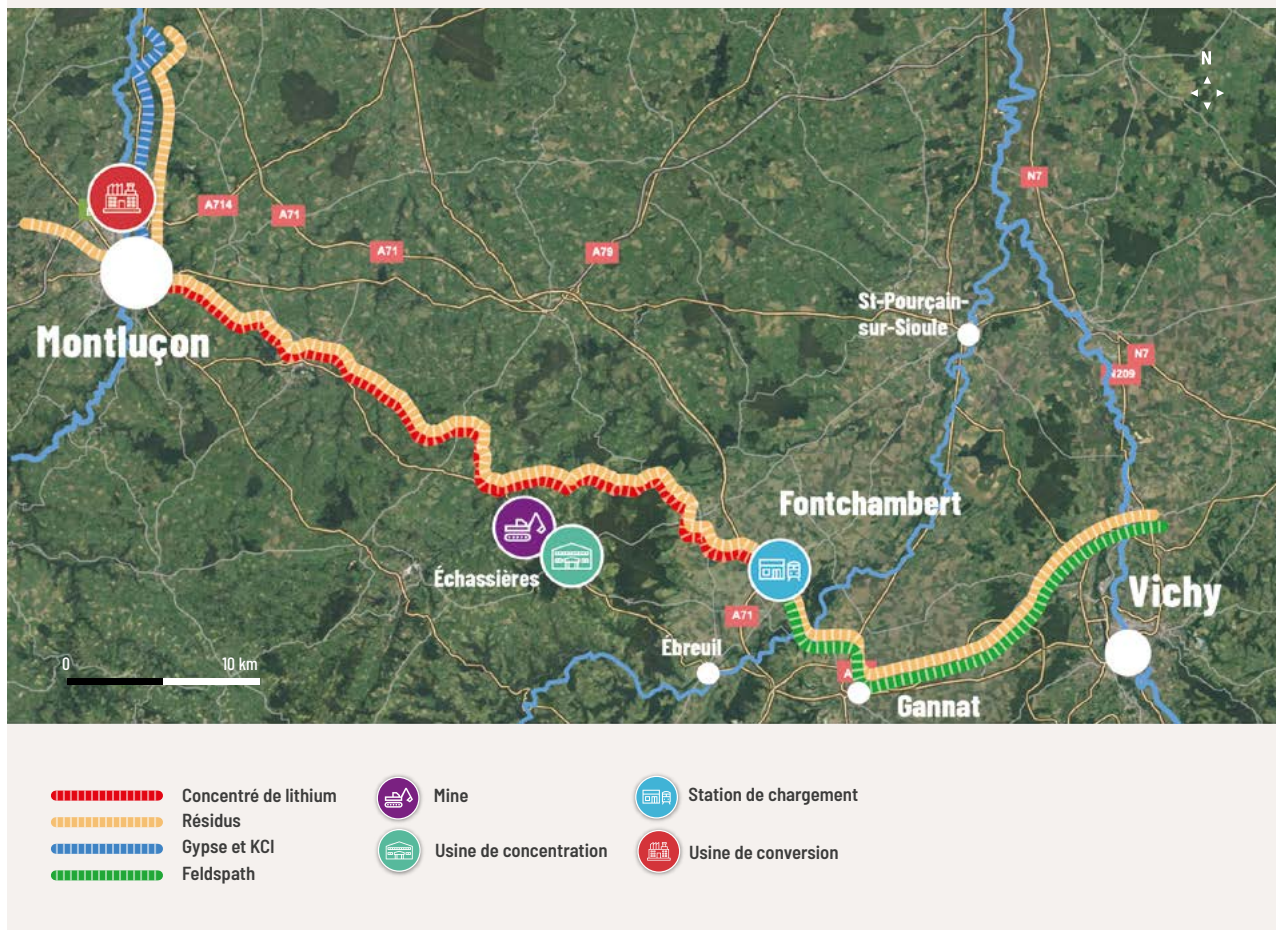 N
N7
A714
A71
A71
A79
St-Pourçain-
sur-Sioule
Montluçon
N7
N209
Fontchambert
Échassières
Vichy
A71
Ébreuil
0 10 km
A
Gannat
Concentré de lithium
Résidus
Gypse et KCl
Feldspath
Mine
Usine de concentration
Station de chargement
Usine de conversion